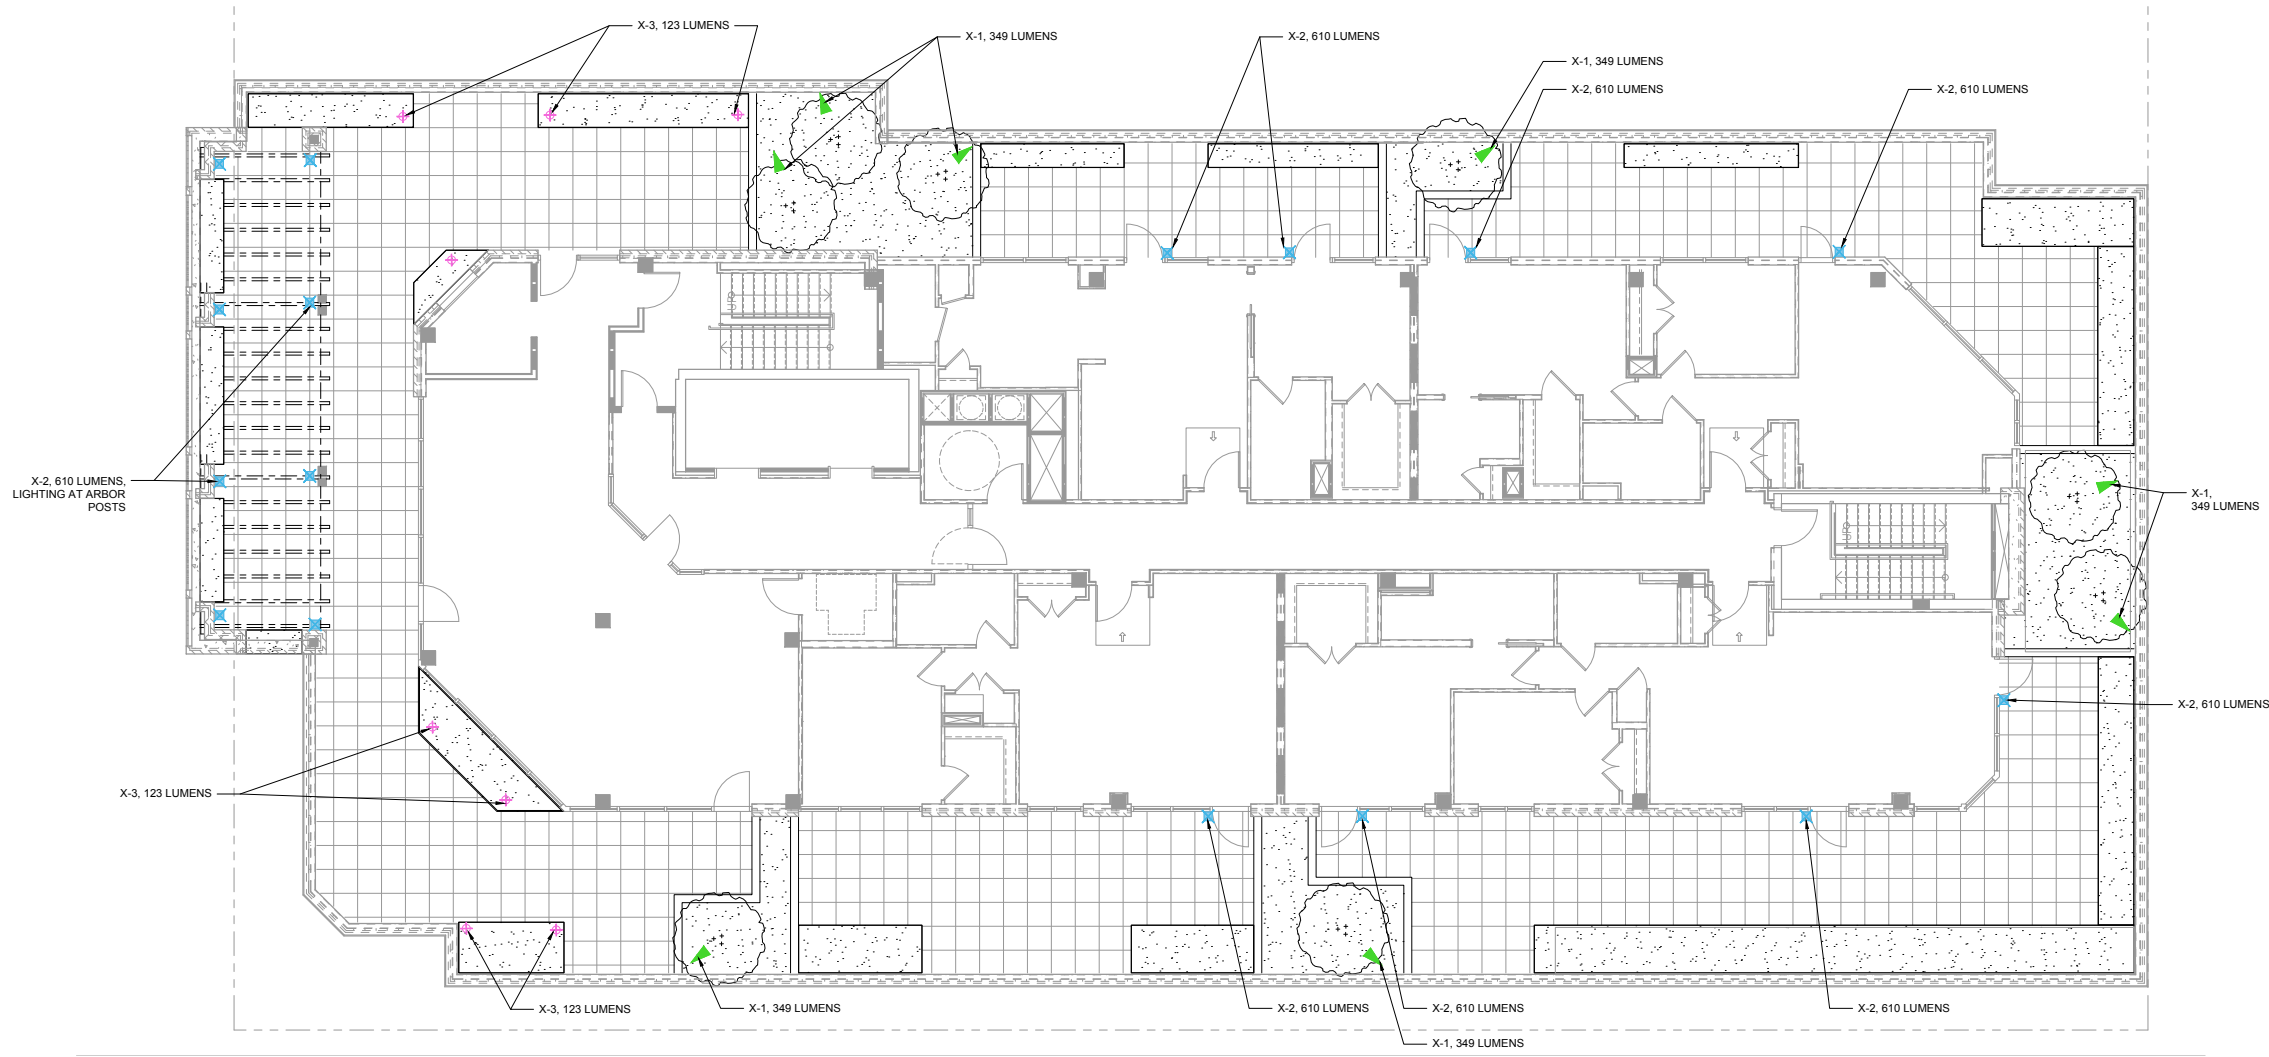 X-3, 123 LUMENS
X-1, 349 LUMENS
X-2, 610 LUMENS
X-1, 349 LUMENS
X-2, 610 LUMENS
X-2, 610 LUMENS
UP
X-2, 610 LUMENS,
LIGHTING AT ARBOR
POSTS
X-1,
349 LUMENS
UP
X-2, 610 LUMENS
X-3, 123 LUMENS
X-3, 123 LUMENS
X-1, 349 LUMENS
X-2, 610 LUMENS
X-2, 610 LUMENS
X-2, 610 LUMENS
X-1, 349 LUMENS